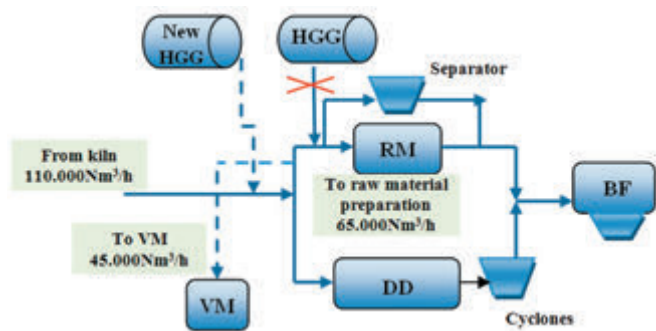 New
HGG
HGG
Separator
From kiln
110.000Nm³/h
RM
To raw material
preparation
65.000Nm³/h
BF
To VM
45.000Nm³/h
VM
DD
Cyclones